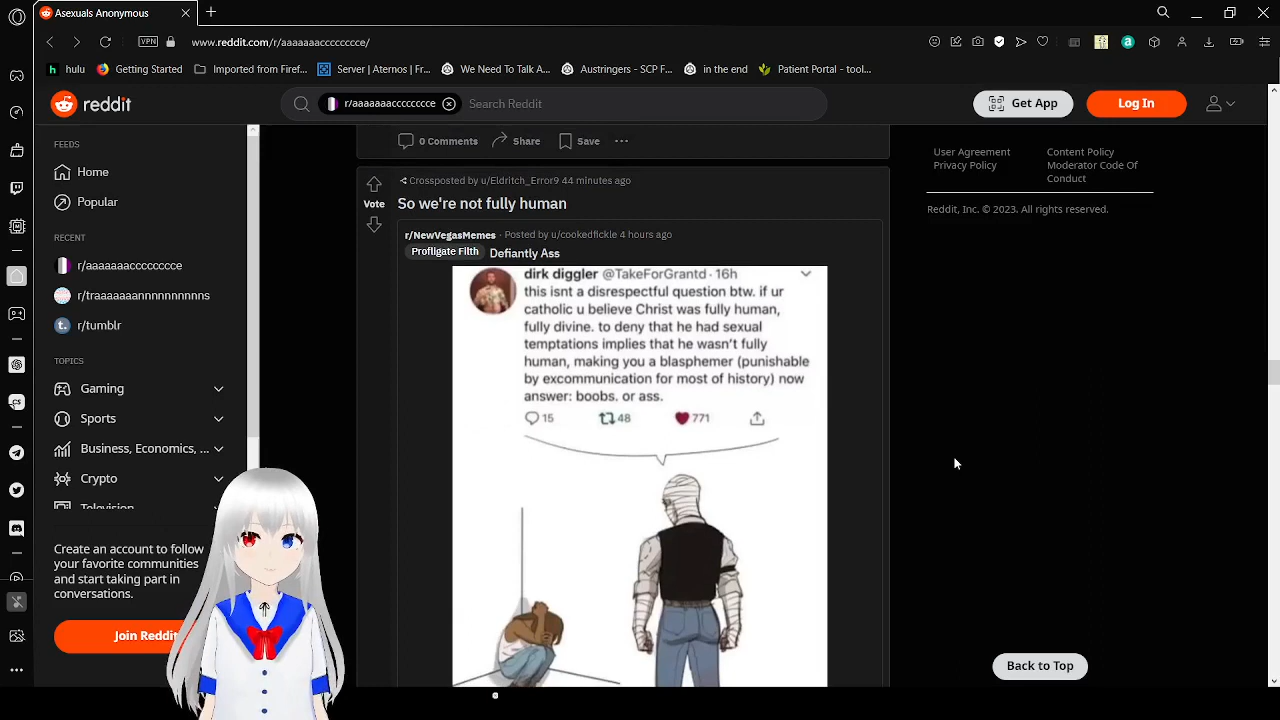 Asexuals Anonymous
VPN
www.reddit.com/r/aaaaaaacccccccce/
hulu
Getting Started
Imported from Firef...
Server | Aternos | Fr...
We Need To Talk A...
Austringers - SCP F...
in the end
Patient Portal - tool...
reddit
r/aaaaaaacccccccce
Search Reddit
Get App
Log In
FEEDS
Home
Popular
RECENT
r/aaaaaaacccccccce
r/traaaaaaannnnnnnnnns
r/tumblr
TOPICS
Gaming
Sports
Business, Economics, ...
Crypto
Television
Create an account to follow
your favorite communities
and start taking part in
conversations.
Join Reddit
0 Comments
Share
Save
Crossposted by u/Eldritch_Error9 44 minutes ago
Vote
So we're not fully human
r/NewVegasMemes · Posted by u/cookedfickle 4 hours ago
Profligate Filth
Defiantly Ass
dirk diggler @TakeForGrantd · 16h
this isnt a disrespectful question btw. if ur
catholic u believe Christ was fully human,
fully divine. to deny that he had sexual
temptations implies that he wasn't fully
human, making you a blasphemer (punishable
by excommunication for most of history) now
answer: boobs. or ass.
15
48
771
User Agreement
Privacy Policy
Content Policy
Moderator Code Of
Conduct
Reddit, Inc. © 2023. All rights reserved.
Back to Top